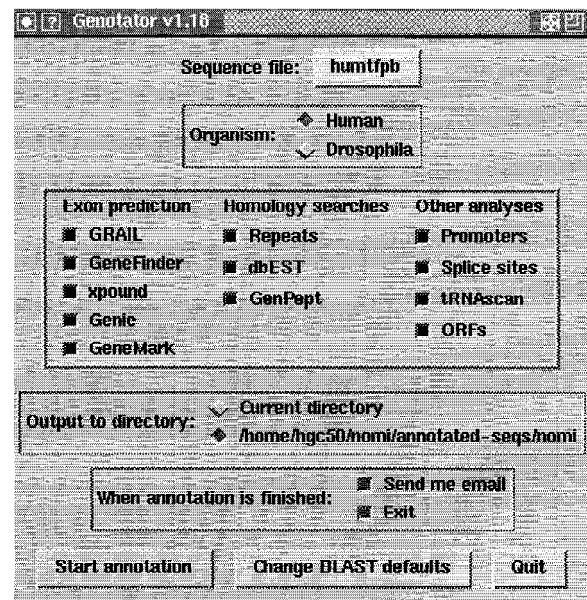 Genotator v1.18
Sequence file: humtfpb
Organism:
Human
Drosophila
Exon prediction
GRAIL
GeneFinder
xpound
Genie
GeneMark
Homology searches
Repeats
dbEST
GenPept
Other analyses
Promoters
Splice sites
tRNAscan
ORFs
Output to directory:
Current directory
/home/hgc50/nomi/annotated-seqs/nomi
When annotation is finished:
Send me email
Exit
Start annotation
Change BLAST defaults
Quit